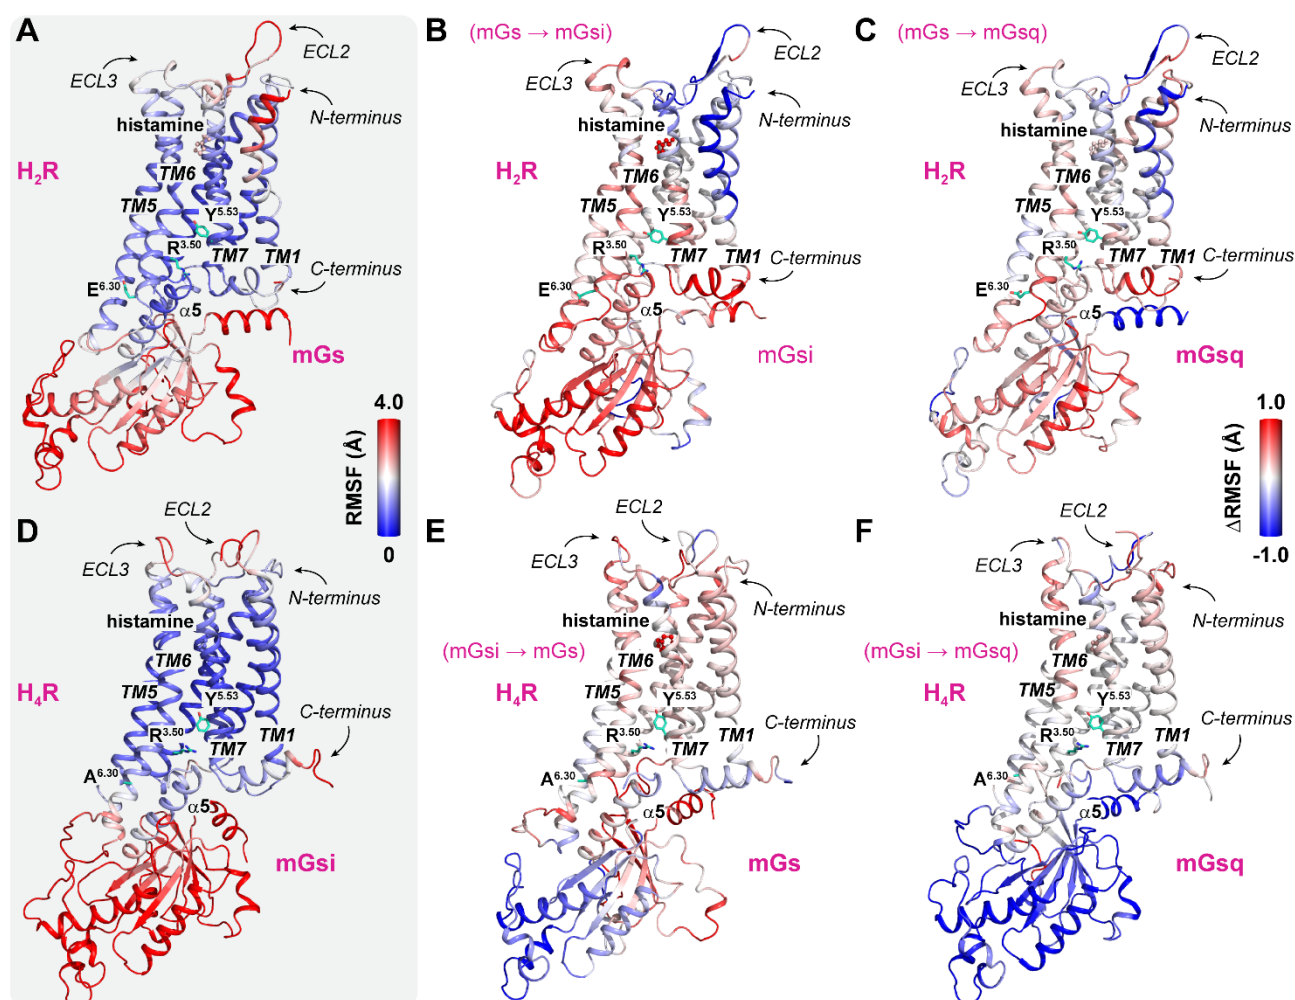 A
ECL2
ECL3
N-terminus
histamine
H2R
TM6
TM5
Y5.53
R3.50
TM7
TM1
C-terminus
E6.30
α5
mGs
B
(mGs → mGsi)
ECL2
ECL3
N-terminus
histamine
H2R
TM6
TM5
Y5.53
R3.50
TM7
TM1
C-terminus
E6.30
α5
mGsi
C
(mGs → mGsq)
ECL2
ECL3
N-terminus
histamine
H2R
TM6
TM5
Y5.53
R3.50
TM7
TM1
C-terminus
E6.30
α5
mGsq
4.0
RMSF (Å)
0
1.0
ΔRMSF (Å)
-1.0
D
ECL2
ECL3
N-terminus
histamine
TM6
H4R
TM5
Y5.53
C-terminus
R3.50
TM7
TM1
A6.30
α5
mGsi
E
ECL2
ECL3
N-terminus
histamine
(mGsi → mGs)
TM6
H4R
TM5
Y5.53
C-terminus
R3.50
TM7
TM1
A6.30
α5
mGs
F
ECL2
ECL3
N-terminus
histamine
(mGsi → mGsq)
TM6
H4R
TM5
Y5.53
C-terminus
R3.50
TM7
TM1
A6.30
α5
mGsq